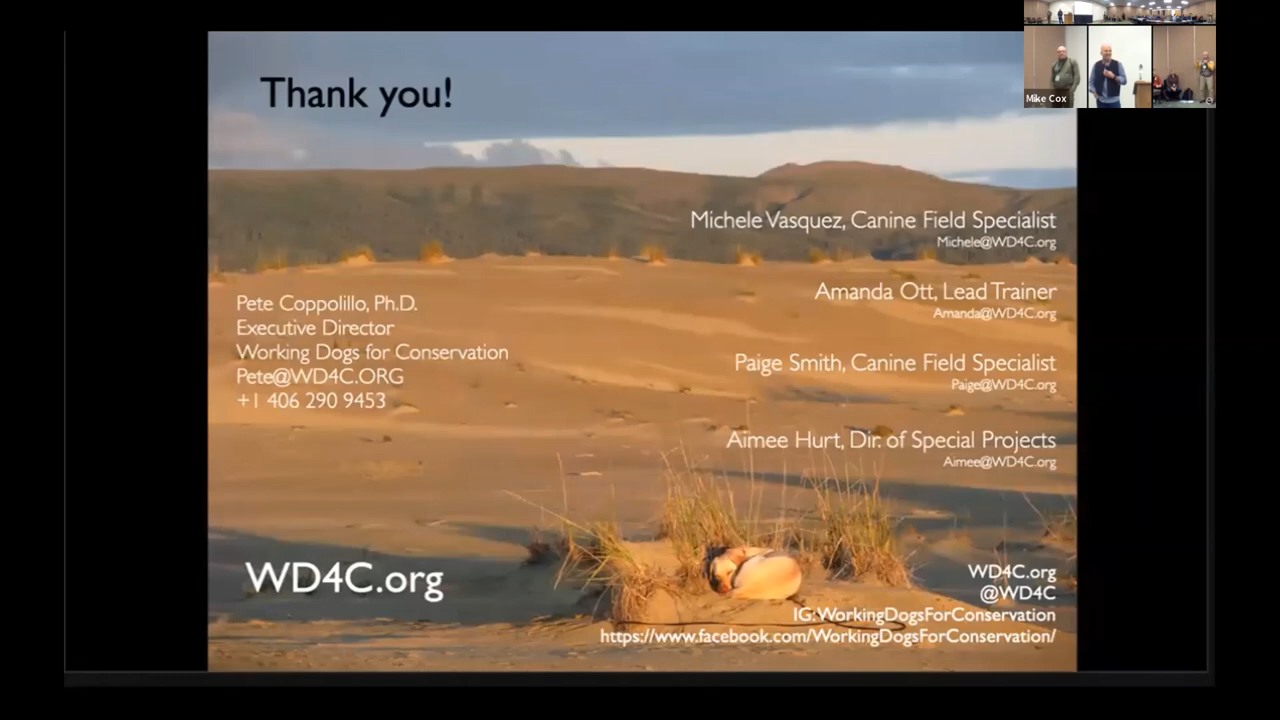 Thank you!
Mike Cox
Michele Vasquez, Canine Field Specialist
Michele@WD4C.org
Amanda Ott, Lead Trainer
Amanda@WD4C.org
Pete Coppolillo, Ph.D.
Executive Director
Working Dogs for Conservation
Pete@WD4C.ORG
+1 406 290 9453
Paige Smith, Canine Field Specialist
Paige@WD4C.org
Aimee Hurt, Dir. of Special Projects
Aimee@WD4C.org
WD4C.org
WD4C.org
@WD4C
IG:WorkingDogsForConservation
https://www.facebook.com/WorkingDogsForConservation/